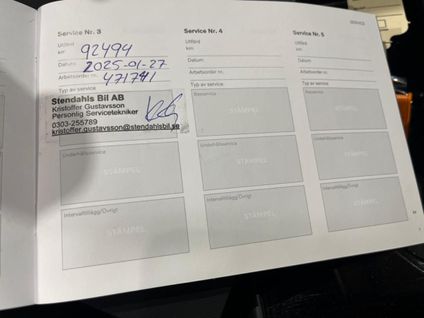 Service Nr. 3
Utförd
km 92494
Datum 2025-01-27
Arbetsorder nr. 471741
Typ av service
Stendahls Bil AB
Kristoffer Gustavsson
Personlig Servicetekniker
0303-255789
kristoffer.gustavsson@stendahlsbil.se
Underhållsservice
STÄMPEL
Intervalltillägg/Övrigt
STÄMPEL
Service Nr. 4
Utförd
km
Datum
Arbetsorder nr.
Typ av service
Basservice
STÄMPEL
Underhållsservice
STÄMPEL
Intervalltillägg/Övrigt
STÄMPEL
Service Nr. 5
Utförd
km
Datum
Arbetsorder nr.
Typ av service
Basservice
STÄMPEL
Underhållsservice
STÄMPEL
Intervalltillägg/Övrigt
STÄMPEL